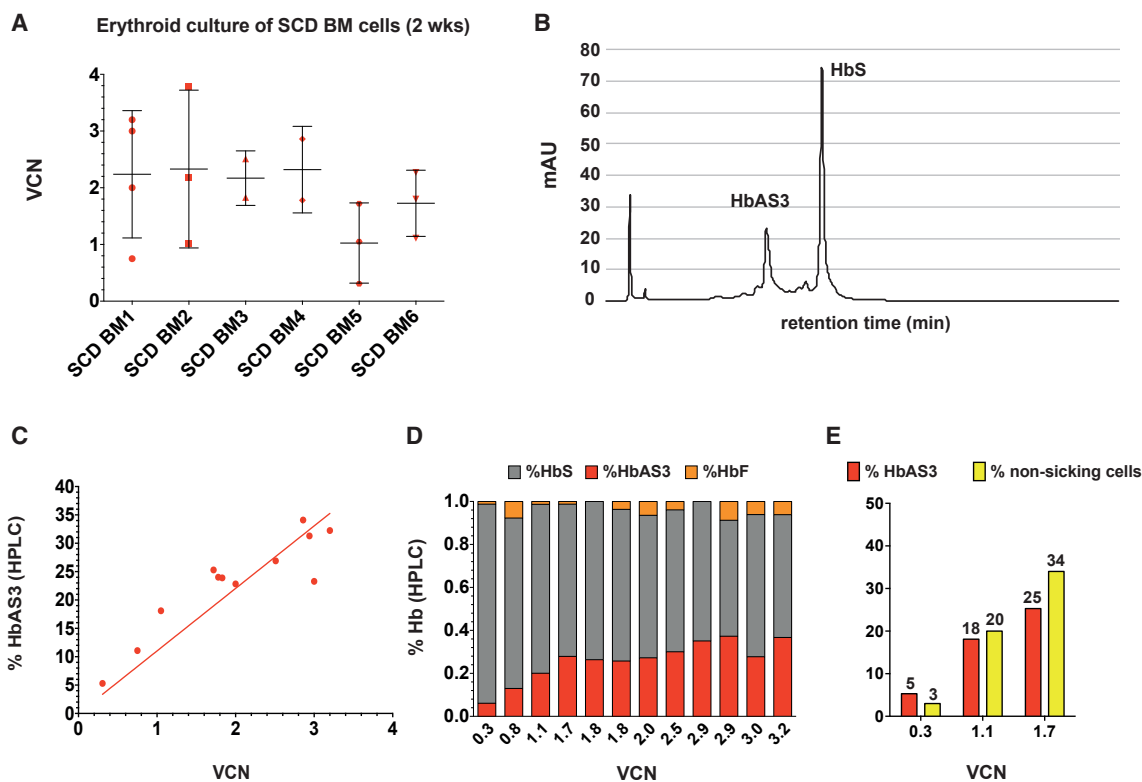 A
Erythroid culture of SCD BM cells (2 wks)
VCN
4
3
2
1
0
SCD BM1
SCD BM2
SCD BM3
SCD BM4
SCD BM5
SCD BM6
B
mAU
80
70
60
50
40
30
20
10
0
HbAS3
HbS
retention time (min)
C
% HbAS3 (HPLC)
40
35
30
25
20
15
10
5
0
0 1 2 3 4
VCN
D
%HbS %HbAS3 %HbF
% Hb (HPLC)
1.0
0.8
0.6
0.4
0.2
0.0
0.3 0.8 1.1 1.7 1.8 1.8 2.0 2.5 2.9 2.9 3.0 3.2
VCN
E
% HbAS3 % non-sicking cells
50
40
30
20
10
0
5 3 18 20 25 34
0.3 1.1 1.7
VCN